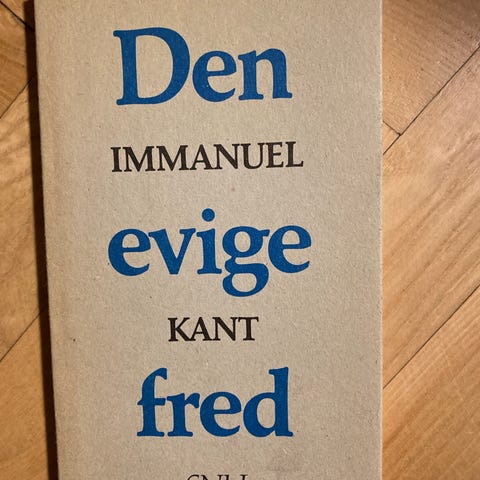 Den
IMMANUEL
evige
KANT
fred